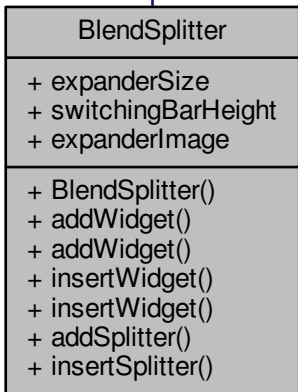 BlendSplitter
+ expanderSize
+ switchingBarHeight
+ expanderImage
+ BlendSplitter()
+ addWidget()
+ addWidget()
+ insertWidget()
+ insertWidget()
+ addSplitter()
+ insertSplitter()